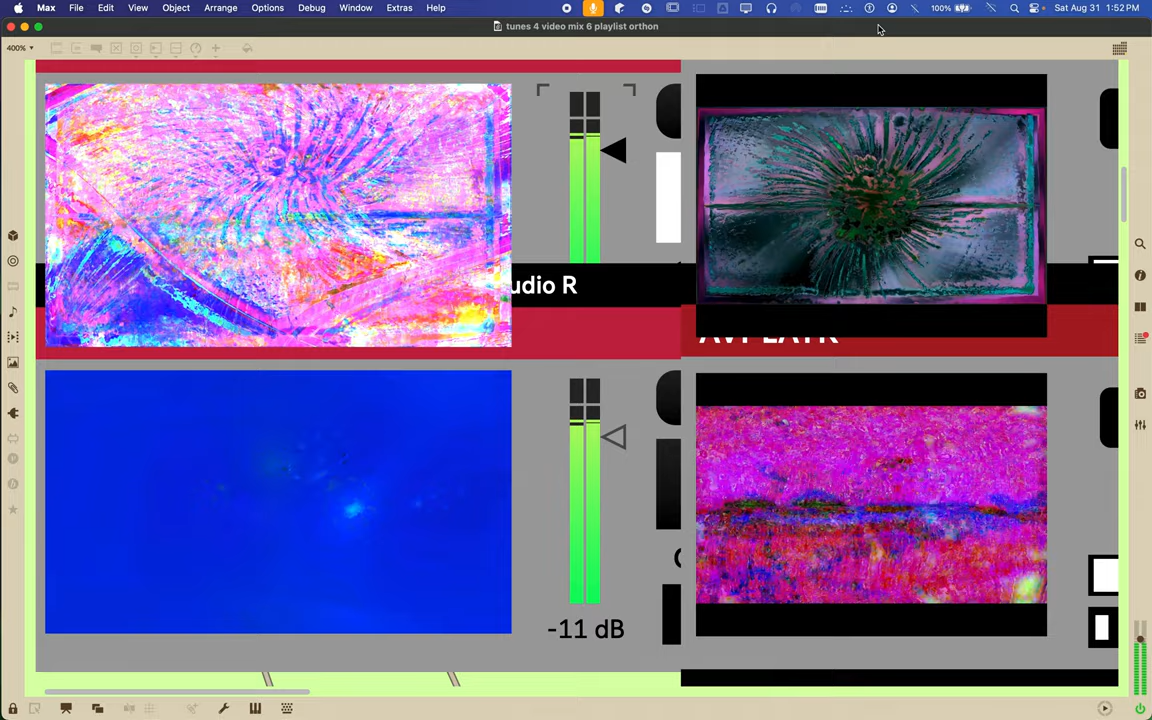 Max File Edit View Object Arrange Options Debug Window Extras Help
100% Sat Aug 31 1:52 PM
tunes 4 video mix 6 playlist orthon
400%
udio R
-11 dB